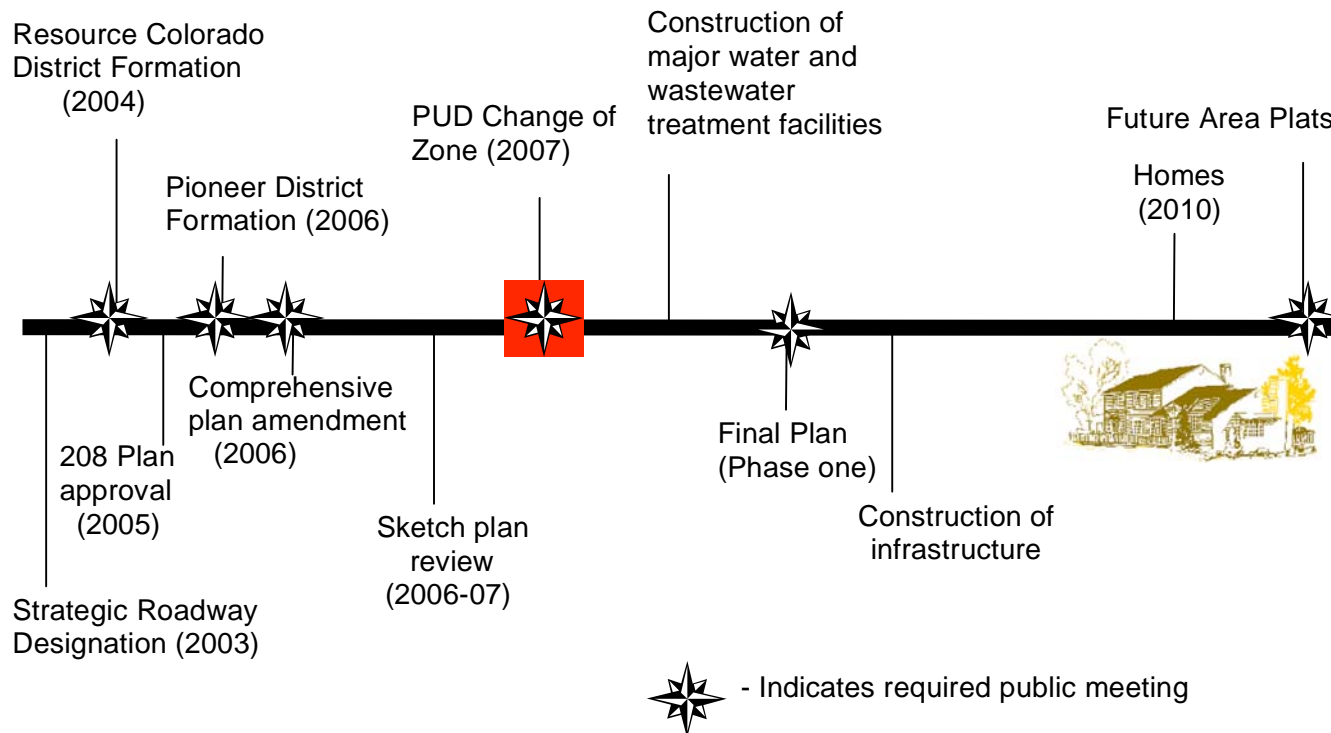 Resource Colorado
District Formation
(2004)
Pioneer District
Formation (2006)
PUD Change of
Zone (2007)
Construction of
major water and
wastewater
treatment facilities
Homes
(2010)
Future Area Plats
Strategic Roadway
Designation (2003)
208 Plan
approval
(2005)
Comprehensive
plan amendment
(2006)
Sketch plan
review
(2006-07)
Final Plan
(Phase one)
Construction of
infrastructure
- Indicates required public meeting